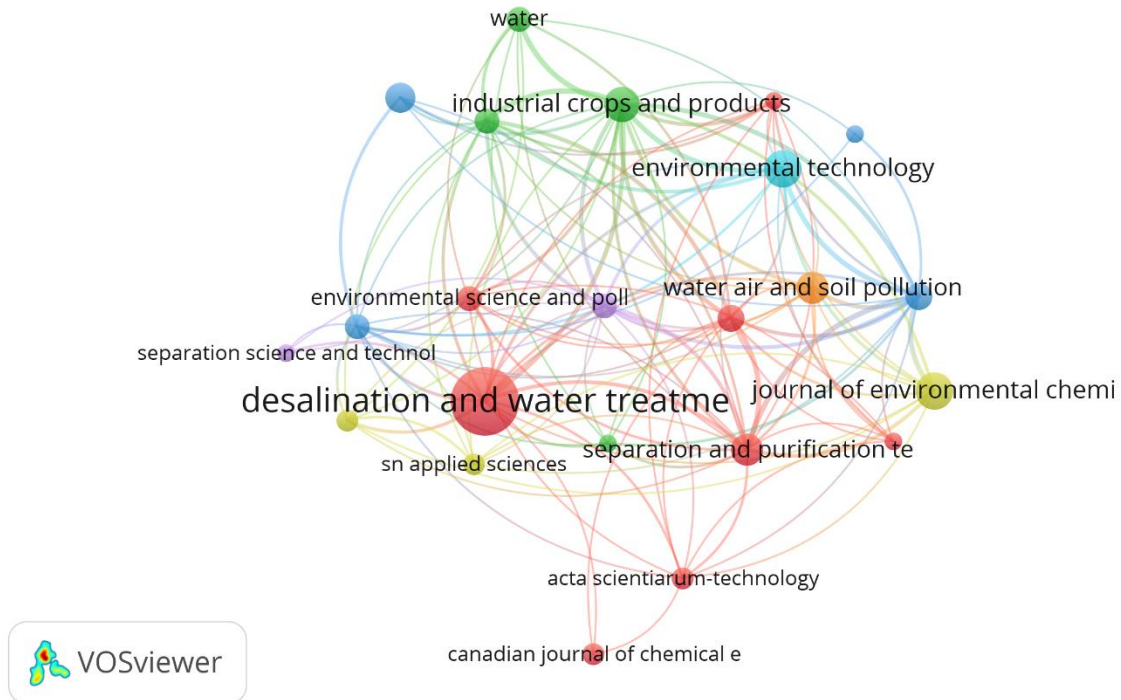 water
industrial crops and products
environmental technology
water air and soil pollution
environmental science and poll
separation science and technol
desalination and water treatme
journal of environmental chemi
separation and purification te
sn applied sciences
acta scientiarum-technology
canadian journal of chemical e
VOSviewer